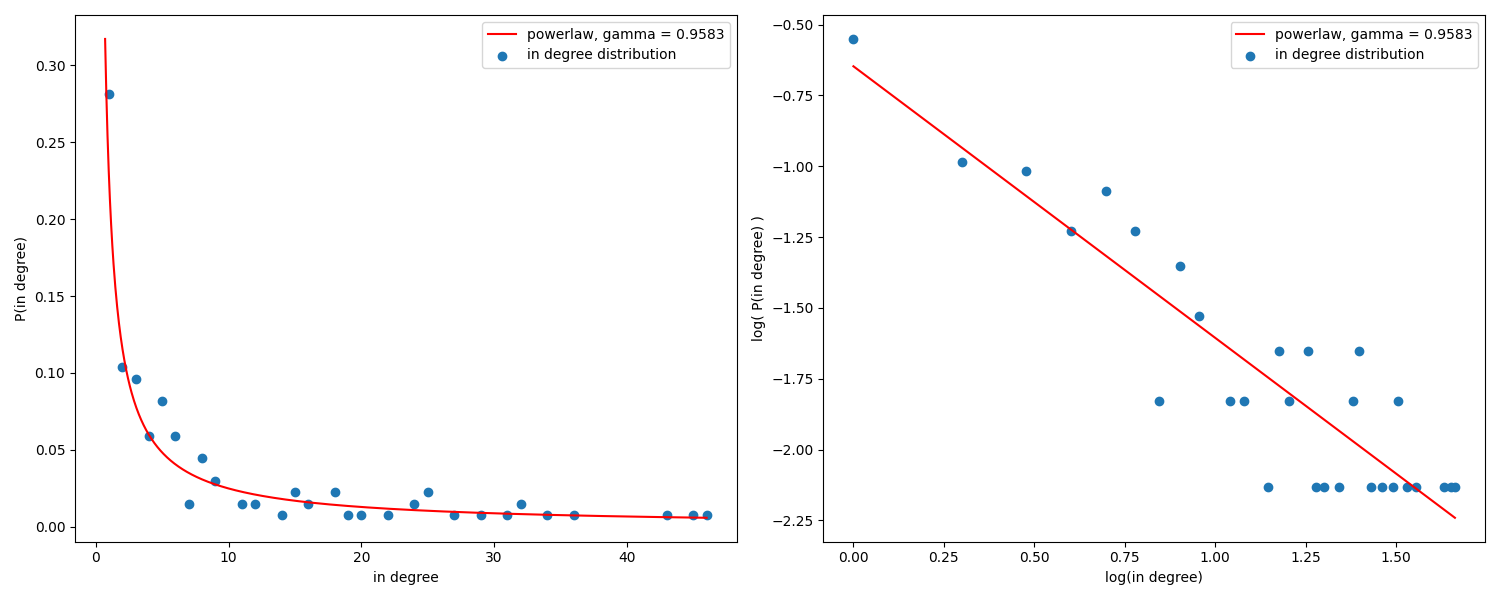 powerlaw, gamma = 0.9583
in degree distribution
0.30
0.25
0.20
0.15
0.10
0.05
0.00
P(in degree)
0 10 20 30 40
in degree
powerlaw, gamma = 0.9583
in degree distribution
−0.50
−0.75
−1.00
−1.25
−1.50
−1.75
−2.00
−2.25
log( P(in degree) )
0.00 0.25 0.50 0.75 1.00 1.25 1.50
log(in degree)